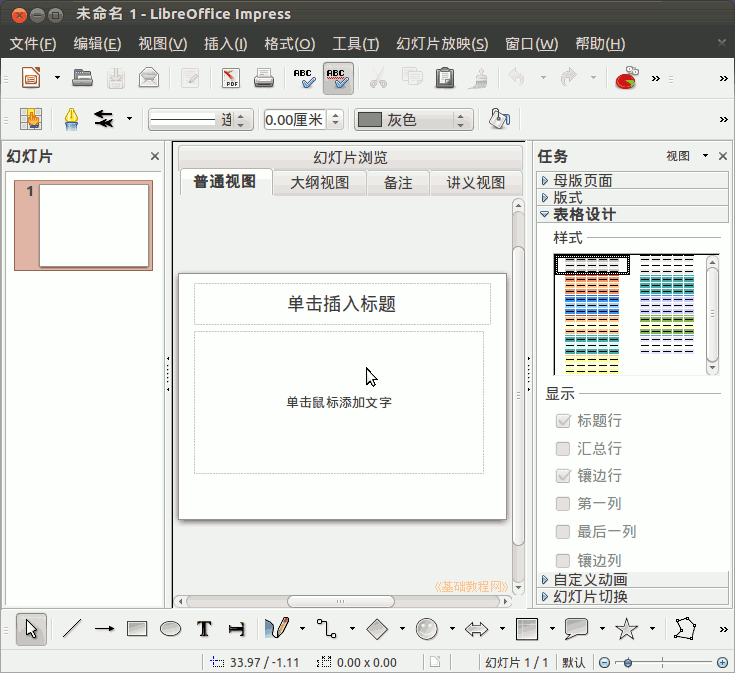 未命名 1 - LibreOffice Impress
文件(F) 编辑(E) 视图(V) 插入(I) 格式(O) 工具(T) 幻灯片放映(S) 窗口(W) 帮助(H)
PDF ABC ABC
连 0.00厘米 灰色
幻灯片
1
幻灯片浏览
普通视图 大纲视图 备注 讲义视图
单击插入标题
单击鼠标添加文字
《基础教程网》
任务 视图
母版页面
版式
表格设计
样式
显示
标题行
汇总行
镶边行
第一列
最后一列
镶边列
自定义动画
幻灯片切换
T
33.97 / -1.11 0.00 x 0.00 幻灯片 1 / 1 默认